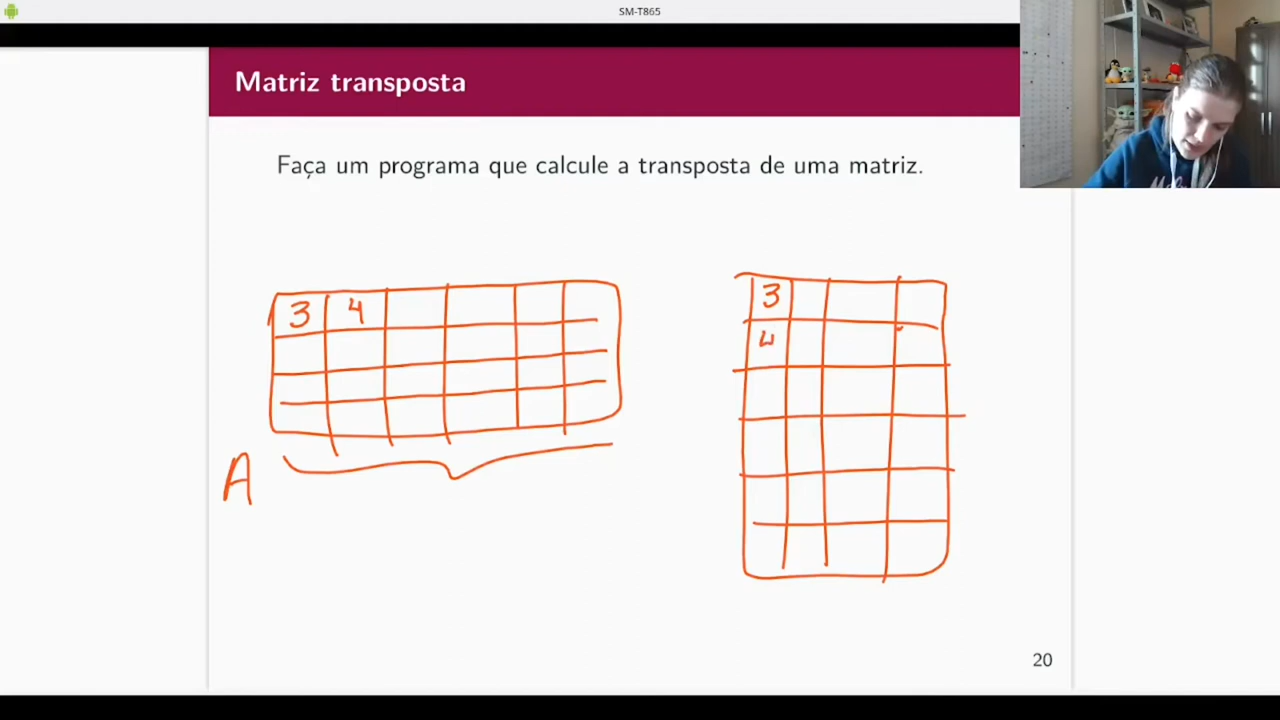 SM-T865
Matriz transposta
Faça um programa que calcule a transposta de uma matriz.
3 4
3
4
A
20